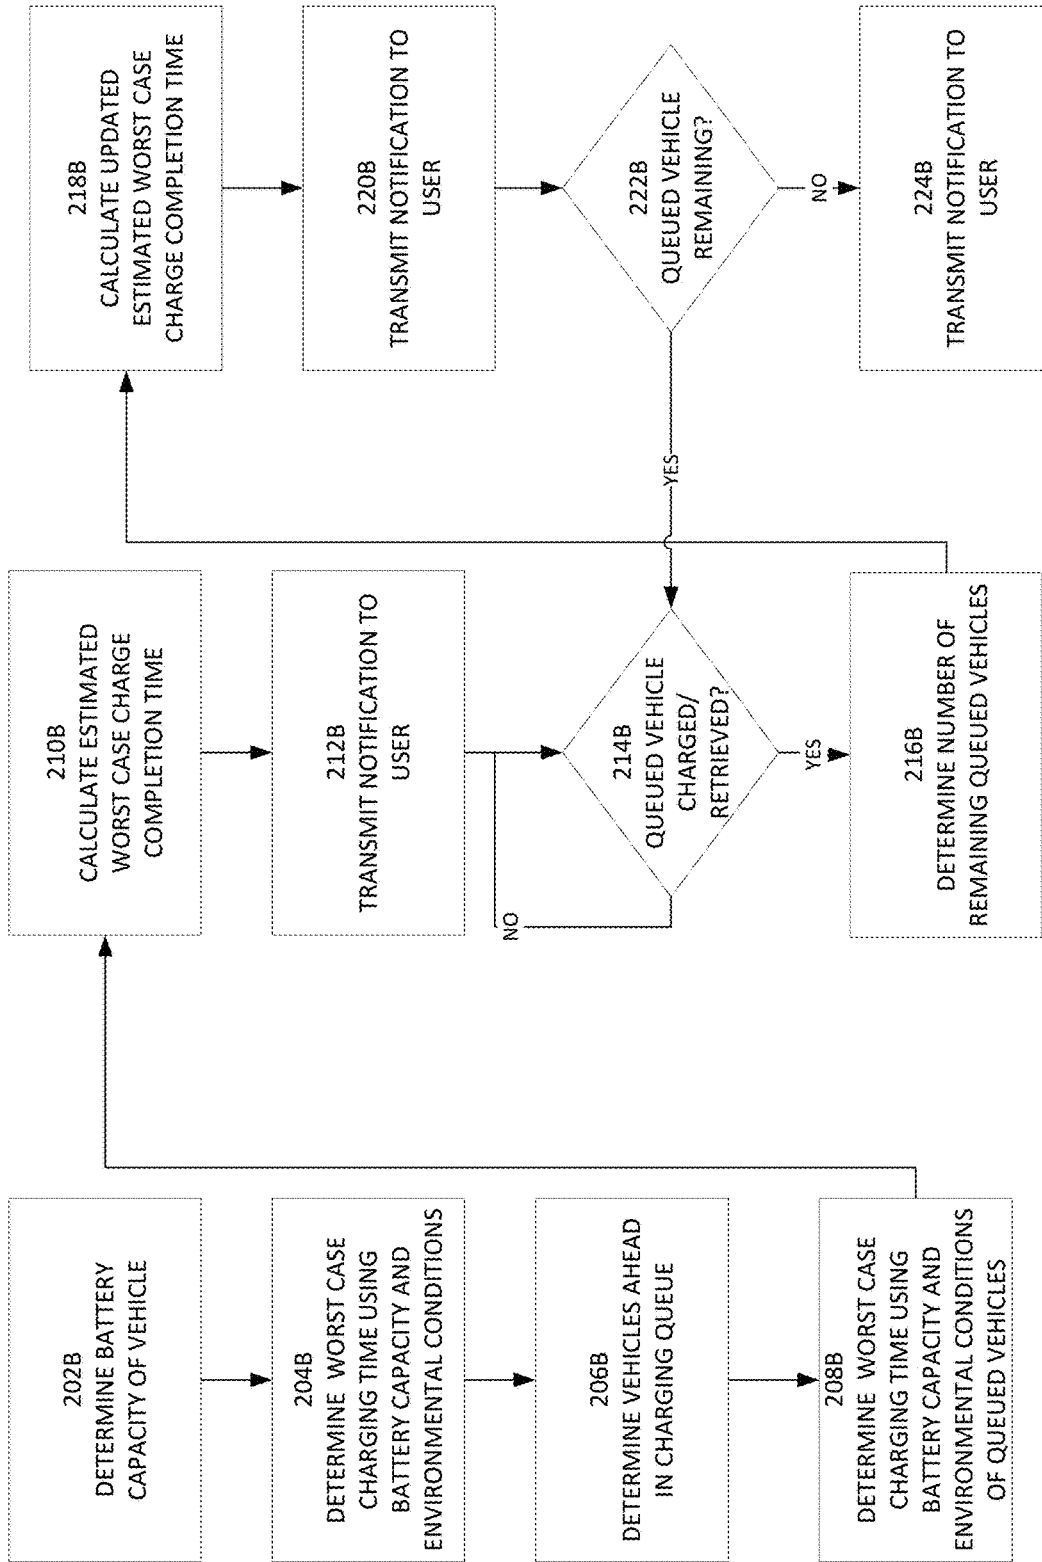 202B
DETERMINE BATTERY
CAPACITY OF VEHICLE
204B
DETERMINE WORST CASE
CHARGING TIME USING
BATTERY CAPACITY AND
ENVIRONMENTAL CONDITIONS
206B
DETERMINE VEHICLES AHEAD
IN CHARGING QUEUE
208B
DETERMINE WORST CASE
CHARGING TIME USING
BATTERY CAPACITY AND
ENVIRONMENTAL CONDITIONS
OF QUEUED VEHICLES
210B
CALCULATE ESTIMATED
WORST CASE CHARGE
COMPLETION TIME
212B
TRANSMIT NOTIFICATION TO
USER
214B
QUEUED VEHICLE
CHARGED/
RETRIEVED?
NO
YES
216B
DETERMINE NUMBER OF
REMAINING QUEUED VEHICLES
218B
CALCULATE UPDATED
ESTIMATED WORST CASE
CHARGE COMPLETION TIME
220B
TRANSMIT NOTIFICATION TO
USER
222B
QUEUED VEHICLE
REMAINING?
YES
NO
224B
TRANSMIT NOTIFICATION TO
USER